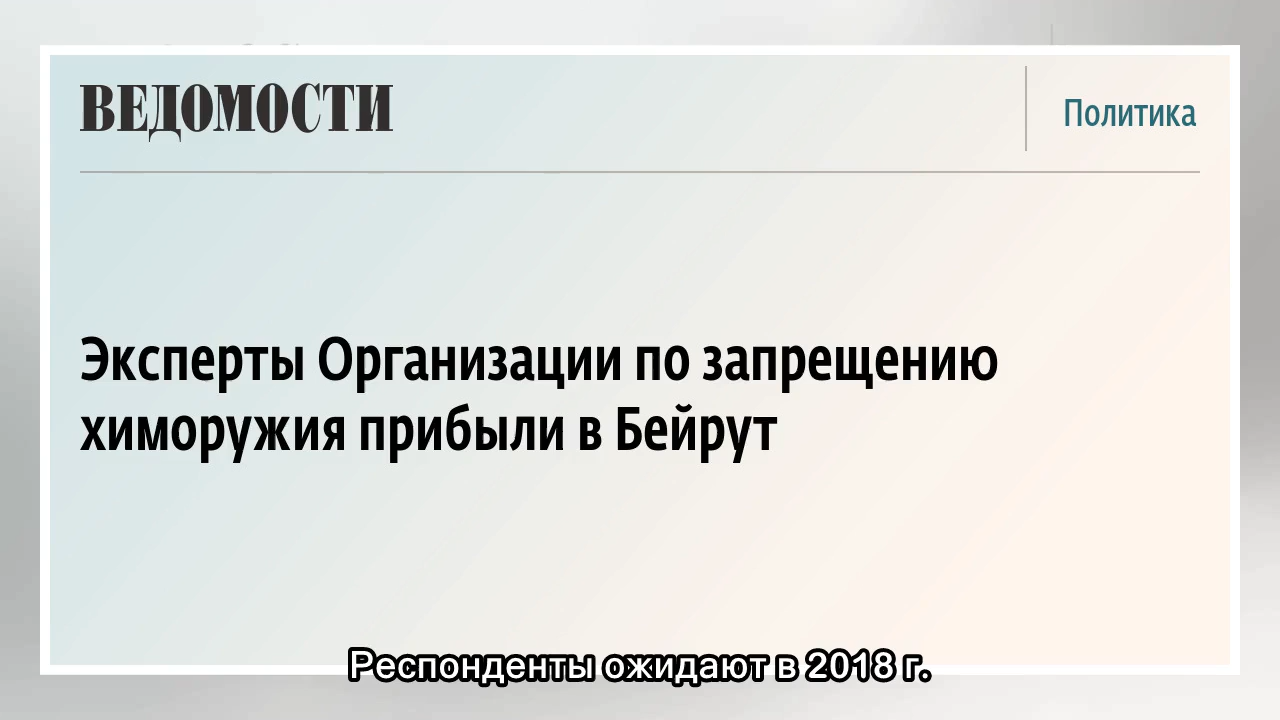 ВЕДОМОСТИ
Политика
Эксперты Организации по запрещению
химоружия прибыли в Бейрут
Респонденты ожидают в 2018 г.